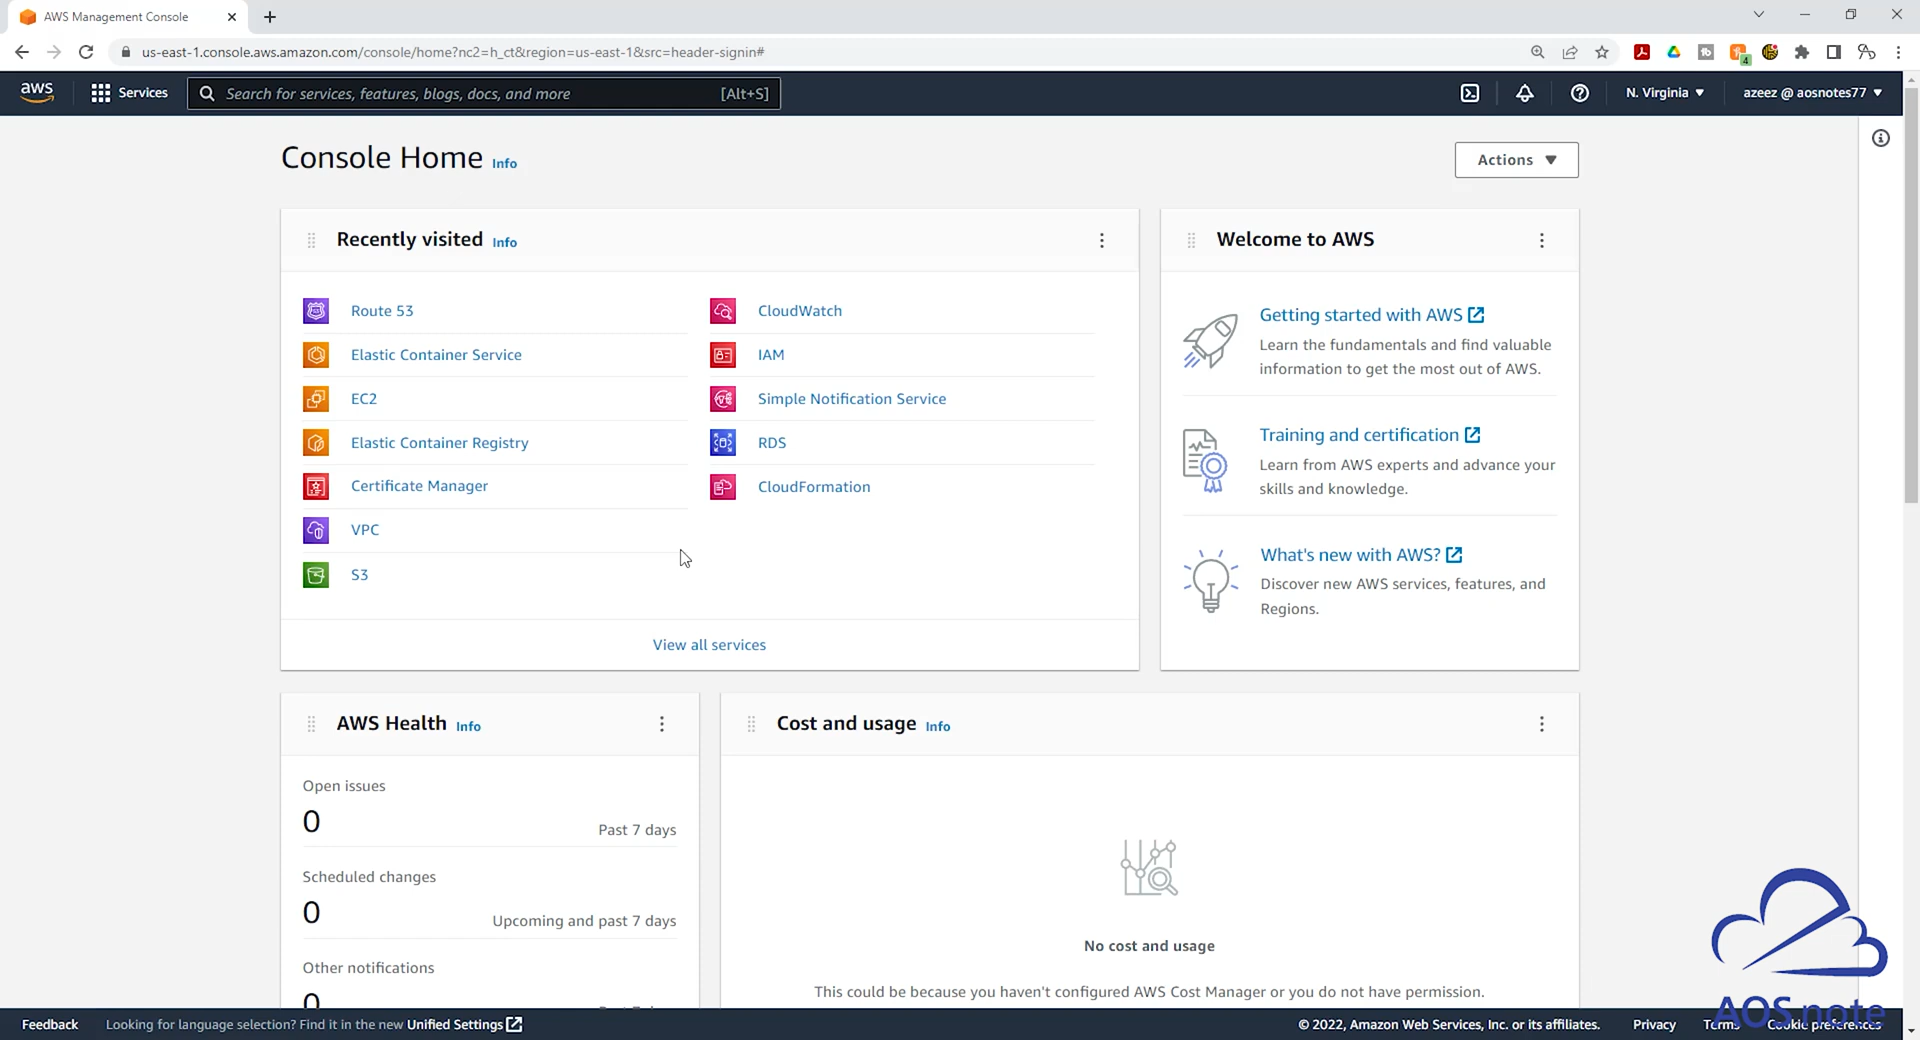 AWS Management Console
us-east-1.console.aws.amazon.com/console/home?nc2=h_ct&region=us-east-1&src=header-signin#
4
aws
Services
Search for services, features, blogs, docs, and more
[Alt+S]
N. Virginia
azeez @ aosnotes77
Console Home Info
Actions
Recently visited Info
Route 53
Elastic Container Service
EC2
Elastic Container Registry
Certificate Manager
VPC
S3
CloudWatch
IAM
Simple Notification Service
RDS
CloudFormation
View all services
Welcome to AWS
Getting started with AWS
Learn the fundamentals and find valuable
information to get the most out of AWS.
Training and certification
Learn from AWS experts and advance your
skills and knowledge.
What's new with AWS?
Discover new AWS services, features, and
Regions.
AWS Health Info
Open issues
0
Past 7 days
Scheduled changes
0
Upcoming and past 7 days
Other notifications
0
Cost and usage Info
No cost and usage
This could be because you haven't configured AWS Cost Manager or you do not have permission.
AOS note
Feedback
Looking for language selection? Find it in the new Unified Settings
© 2022, Amazon Web Services, Inc. or its affiliates.
Privacy
Terms
Cookie preferences